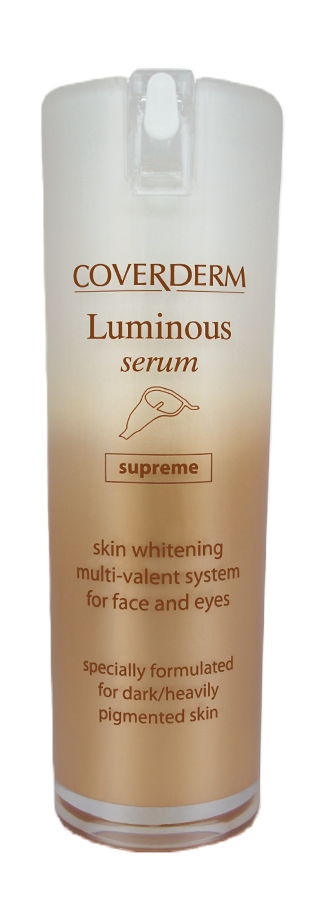 COVERDERM
Luminous
serum
supreme
skin whitening
multi-valent system
for face and eyes
specially formulated
for dark/heavily
pigmented skin